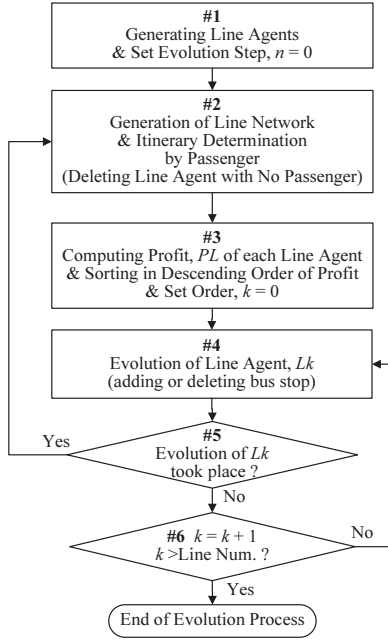 #1
Generating Line Agents
& Set Evolution Step, n = 0
#2
Generation of Line Network
& Itinerary Determination
by Passenger
(Deleting Line Agent with No Passenger)
#3
Computing Profit, PL of each Line Agent
& Sorting in Descending Order of Profit
& Set Order, k = 0
#4
Evolution of Line Agent, Lk
(adding or deleting bus stop)
Yes
#5
Evolution of Lk
took place ?
No
#6 k = k + 1
k >Line Num. ?
No
Yes
End of Evolution Process